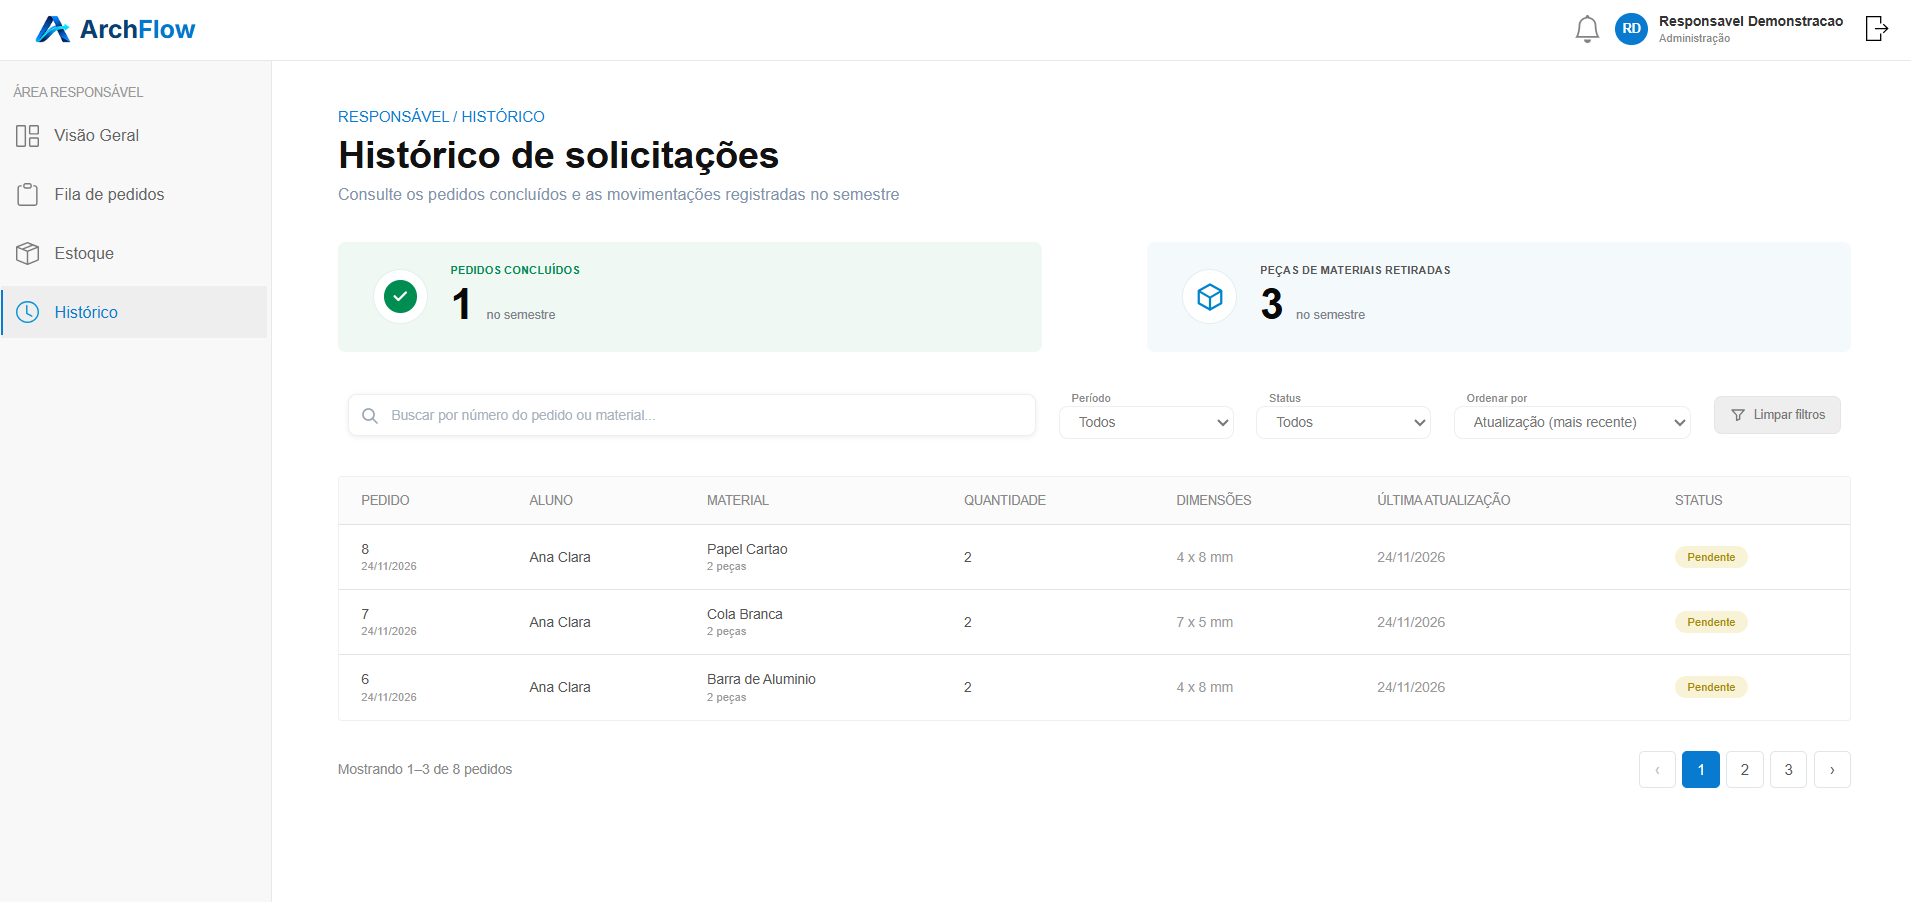 ArchFlow
RD
Responsavel Demonstracao
Administração
ÁREA RESPONSÁVEL
Visão Geral
Fila de pedidos
Estoque
Histórico
RESPONSÁVEL / HISTÓRICO
Histórico de solicitações
Consulte os pedidos concluídos e as movimentações registradas no semestre
PEDIDOS CONCLUÍDOS
1 no semestre
PEÇAS DE MATERIAIS RETIRADAS
3 no semestre
Buscar por número do pedido ou material...
Período
Todos
Status
Todos
Ordenar por
Atualização (mais recente)
Limpar filtros
PEDIDO ALUNO MATERIAL QUANTIDADE DIMENSÕES ÚLTIMA ATUALIZAÇÃO STATUS
8 Ana Clara Papel Cartao 2 4 x 8 mm 24/11/2026 Pendente
24/11/2026 2 peças
7 Ana Clara Cola Branca 2 7 x 5 mm 24/11/2026 Pendente
24/11/2026 2 peças
6 Ana Clara Barra de Aluminio 2 4 x 8 mm 24/11/2026 Pendente
24/11/2026 2 peças
Mostrando 1–3 de 8 pedidos
‹ 1 2 3 ›